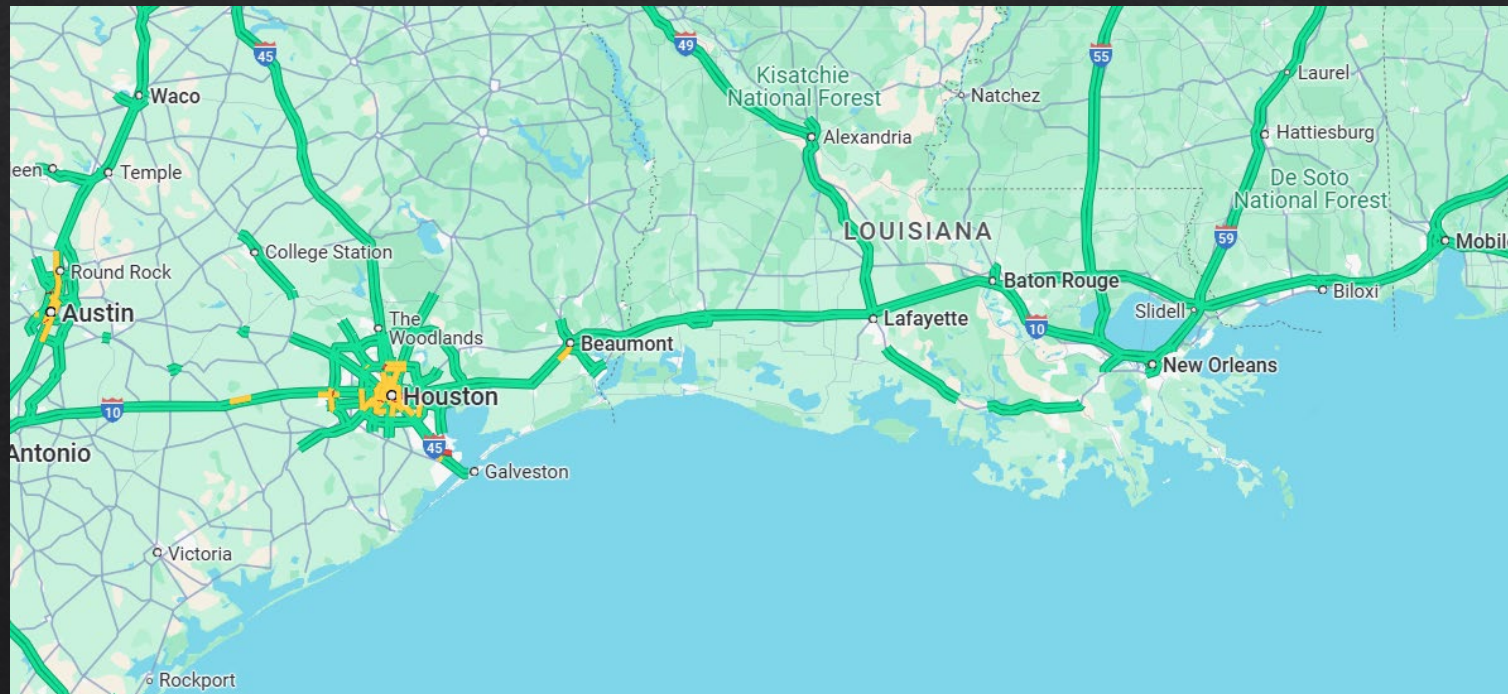 45
49
55
Kisatchie
National Forest
Laurel
Waco
Natchez
Alexandria
Hattiesburg
een
Temple
De Soto
National Forest
LOUISIANA
59
Mobil
College Station
Round Rock
Baton Rouge
Biloxi
Austin
The
Woodlands
Lafayette
Slidell
10
Beaumont
New Orleans
Houston
10
45
Antonio
Galveston
Victoria
Rockport